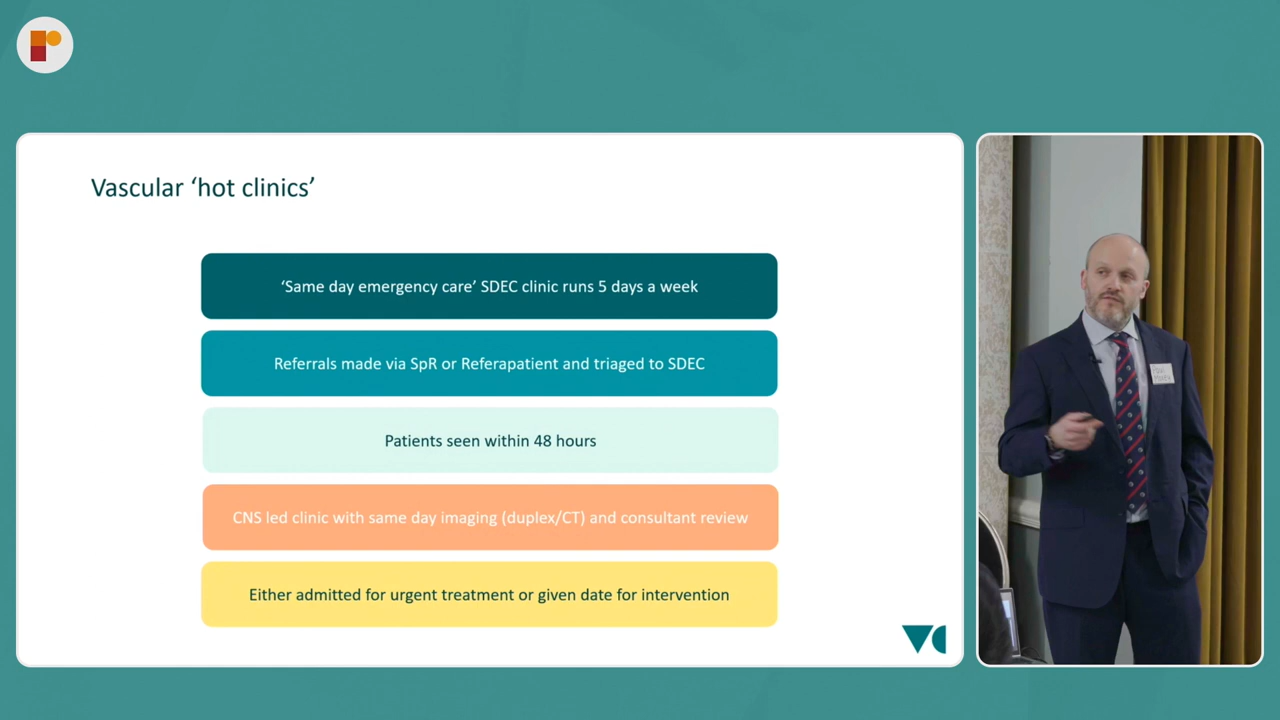 Vascular ‘hot clinics’
‘Same day emergency care’ SDEC clinic runs 5 days a week
Referrals made via SpR or Referapatient and triaged to SDEC
Patients seen within 48 hours
CNS led clinic with same day imaging (duplex/CT) and consultant review
Either admitted for urgent treatment or given date for intervention